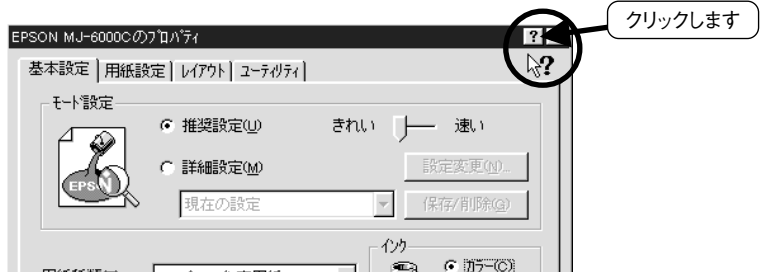 クリックします
EPSON MJ-6000Cのプロパティ
?
基本設定 用紙設定 レイアウト ユーティリティ
?
モード設定
推奨設定(U) きれい 速い
詳細設定(M) 設定変更(N)...
EPSON
現在の設定 保存/削除(G)
インク
カラー(C)